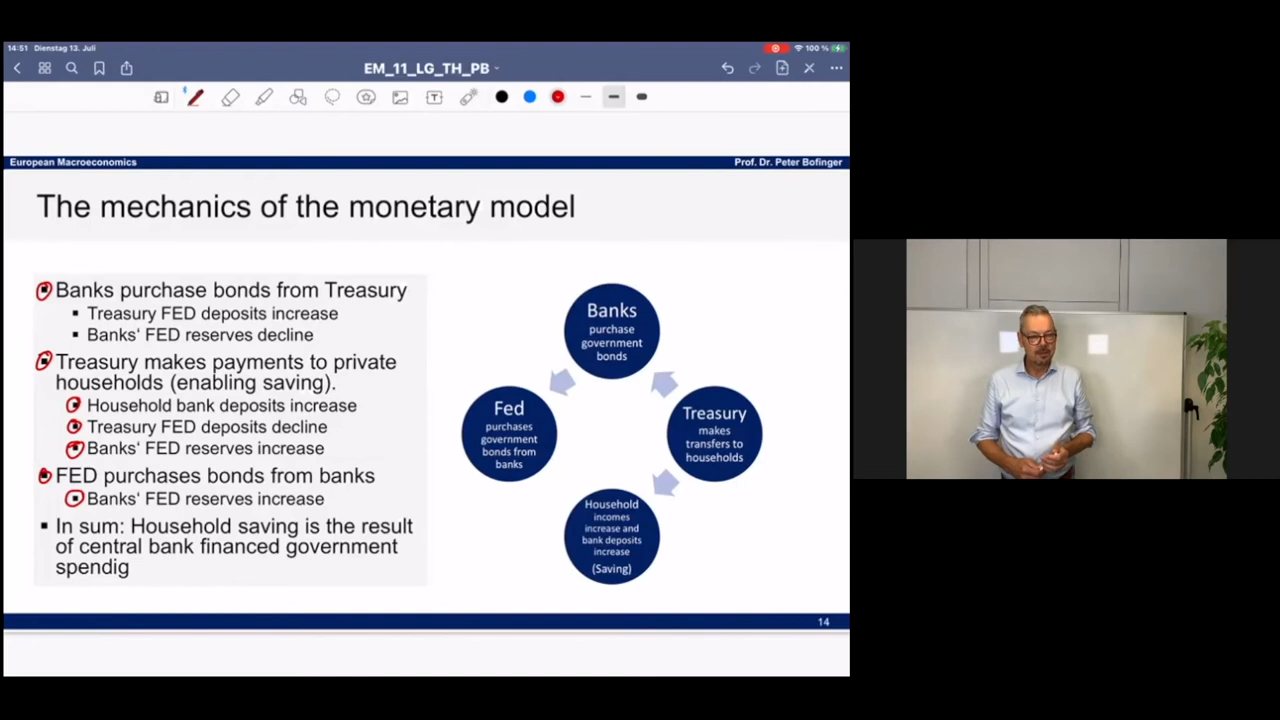 14:51 Dienstag 13. Juli
100 %
EM_11_LG_TH_PB
European Macroeconomics
Prof. Dr. Peter Bofinger
The mechanics of the monetary model
Banks purchase bonds from Treasury
Treasury FED deposits increase
Banks' FED reserves decline
Treasury makes payments to private
households (enabling saving).
Household bank deposits increase
Treasury FED deposits decline
Banks' FED reserves increase
FED purchases bonds from banks
Banks' FED reserves increase
In sum: Household saving is the result
of central bank financed government
spendig
Banks
purchase
government
bonds
Fed
purchases
government
bonds from
banks
Treasury
makes
transfers to
households
Household
incomes
increase and
bank deposits
increase
(Saving)
14